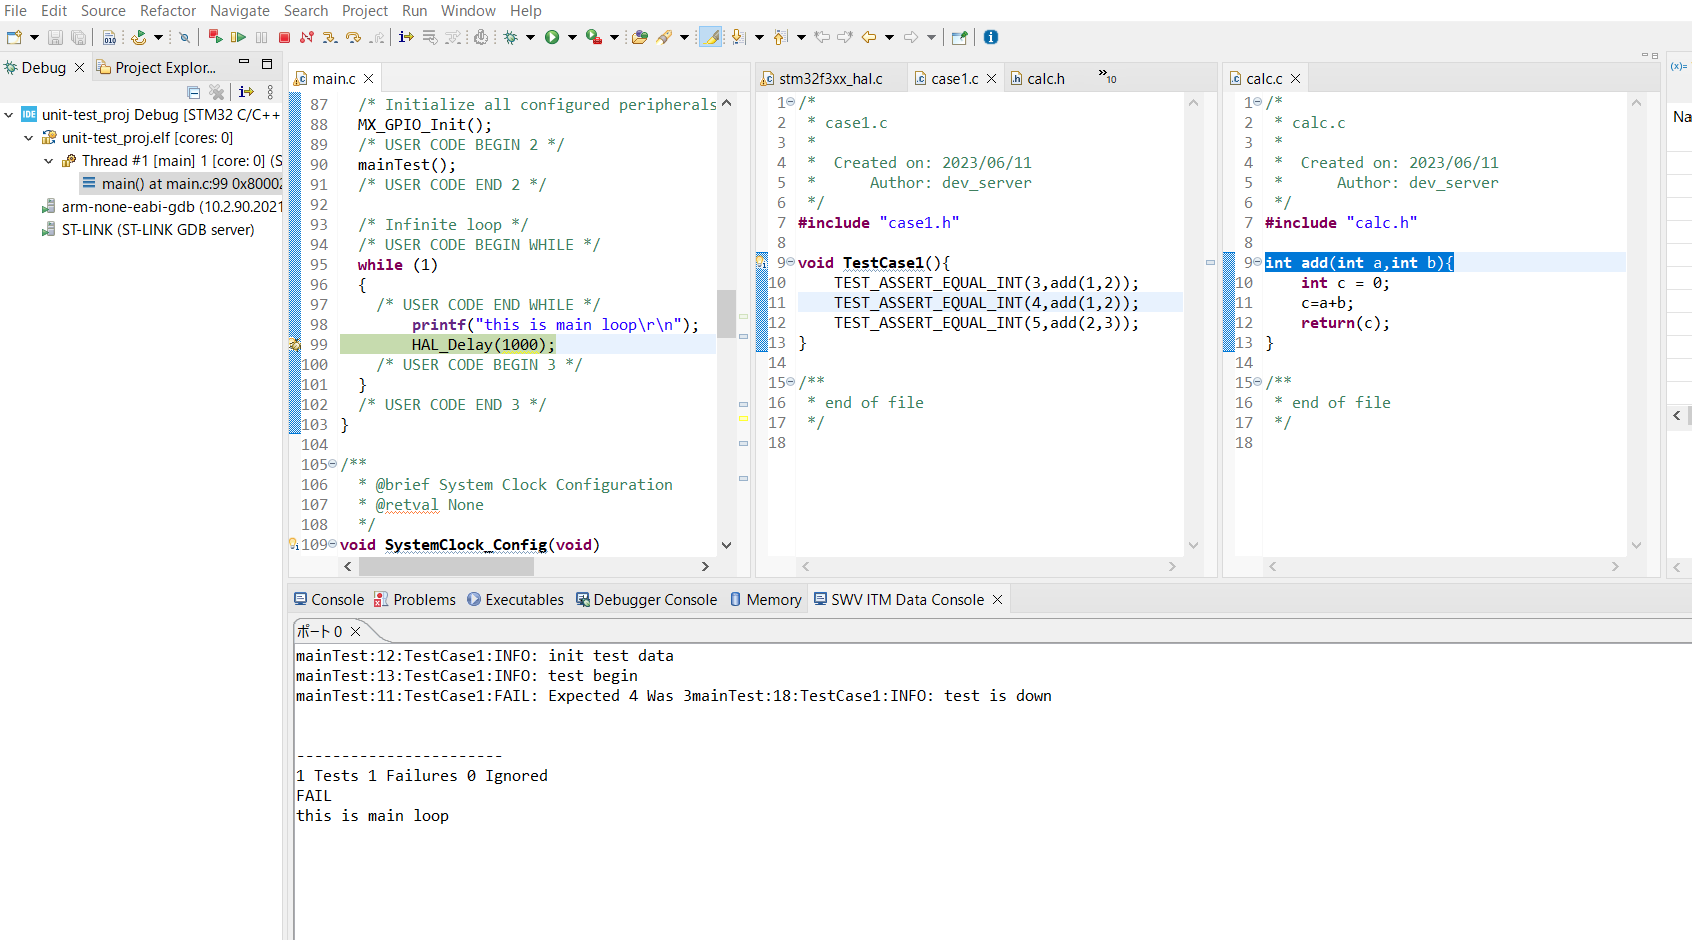 File Edit Source Refactor Navigate Search Project Run Window Help
Debug
Project Explor...
unit-test_proj Debug [STM32 C/C++
unit-test_proj.elf [cores: 0]
Thread #1 [main] 1 [core: 0] (S
main() at main.c:99 0x80002
arm-none-eabi-gdb (10.2.90.2021
ST-LINK (ST-LINK GDB server)
main.c
87 /* Initialize all configured peripherals
88 MX_GPIO_Init();
89 /* USER CODE BEGIN 2 */
90 mainTest();
91 /* USER CODE END 2 */
92
93 /* Infinite loop */
94 /* USER CODE BEGIN WHILE */
95 while (1)
96 {
97 /* USER CODE END WHILE */
98 printf("this is main loop\r\n");
99 HAL_Delay(1000);
100 /* USER CODE BEGIN 3 */
101 }
102 /* USER CODE END 3 */
103 }
104
105 /**
106 * @brief System Clock Configuration
107 * @retval None
108 */
109 void SystemClock_Config(void)
stm32f3xx_hal.c case1.c calc.h »10
1 /*
2 * case1.c
3 *
4 * Created on: 2023/06/11
5 * Author: dev_server
6 */
7 #include "case1.h"
8
9 void TestCase1(){
10 TEST_ASSERT_EQUAL_INT(3,add(1,2));
11 TEST_ASSERT_EQUAL_INT(4,add(1,2));
12 TEST_ASSERT_EQUAL_INT(5,add(2,3));
13 }
14
15 /**
16 * end of file
17 */
18
calc.c
1 /*
2 * calc.c
3 *
4 * Created on: 2023/06/11
5 * Author: dev_server
6 */
7 #include "calc.h"
8
9 int add(int a,int b){
10 int c = 0;
11 c=a+b;
12 return(c);
13 }
14
15 /**
16 * end of file
17 */
18
(x)=
Na
Console Problems Executables Debugger Console Memory SWV ITM Data Console
ポート 0
mainTest:12:TestCase1:INFO: init test data
mainTest:13:TestCase1:INFO: test begin
mainTest:11:TestCase1:FAIL: Expected 4 Was 3mainTest:18:TestCase1:INFO: test is down
-----------------------
1 Tests 1 Failures 0 Ignored
FAIL
this is main loop